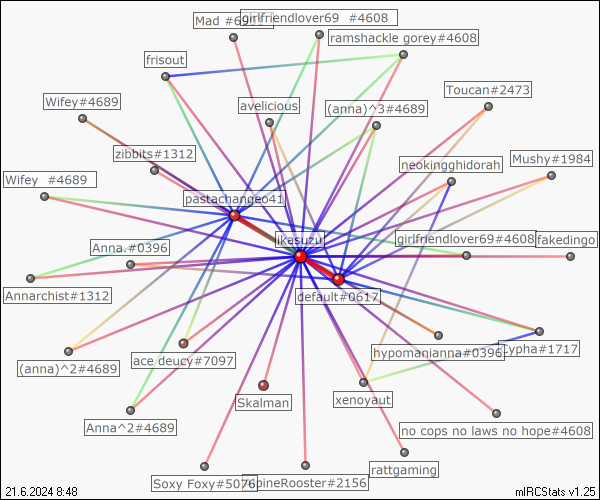 Mad
girlfriendlover69 #4608
ramshackle gorey#4608
frisout
Toucan#2473
Wifey#4689
avelicious
(anna)^3#4689
zibbits#1312
neokingghidorah
Mushy#1984
Wifey #4689
pastachange041
ikasuzu
girlfriendlover69#4608
fakedingo
Anna.#0396
Annarchist#1312
default#0617
(anna)^2#4689
ace deucy#7097
hypomanianna#0396
cypha#1717
Skalman
xenoyaut
Anna^2#4689
no cops no laws no hope#4608
Soxy Foxy#5076
pineRooster#2156
rattgaming
21.6.2024 8:48
mIRCStats v1.25